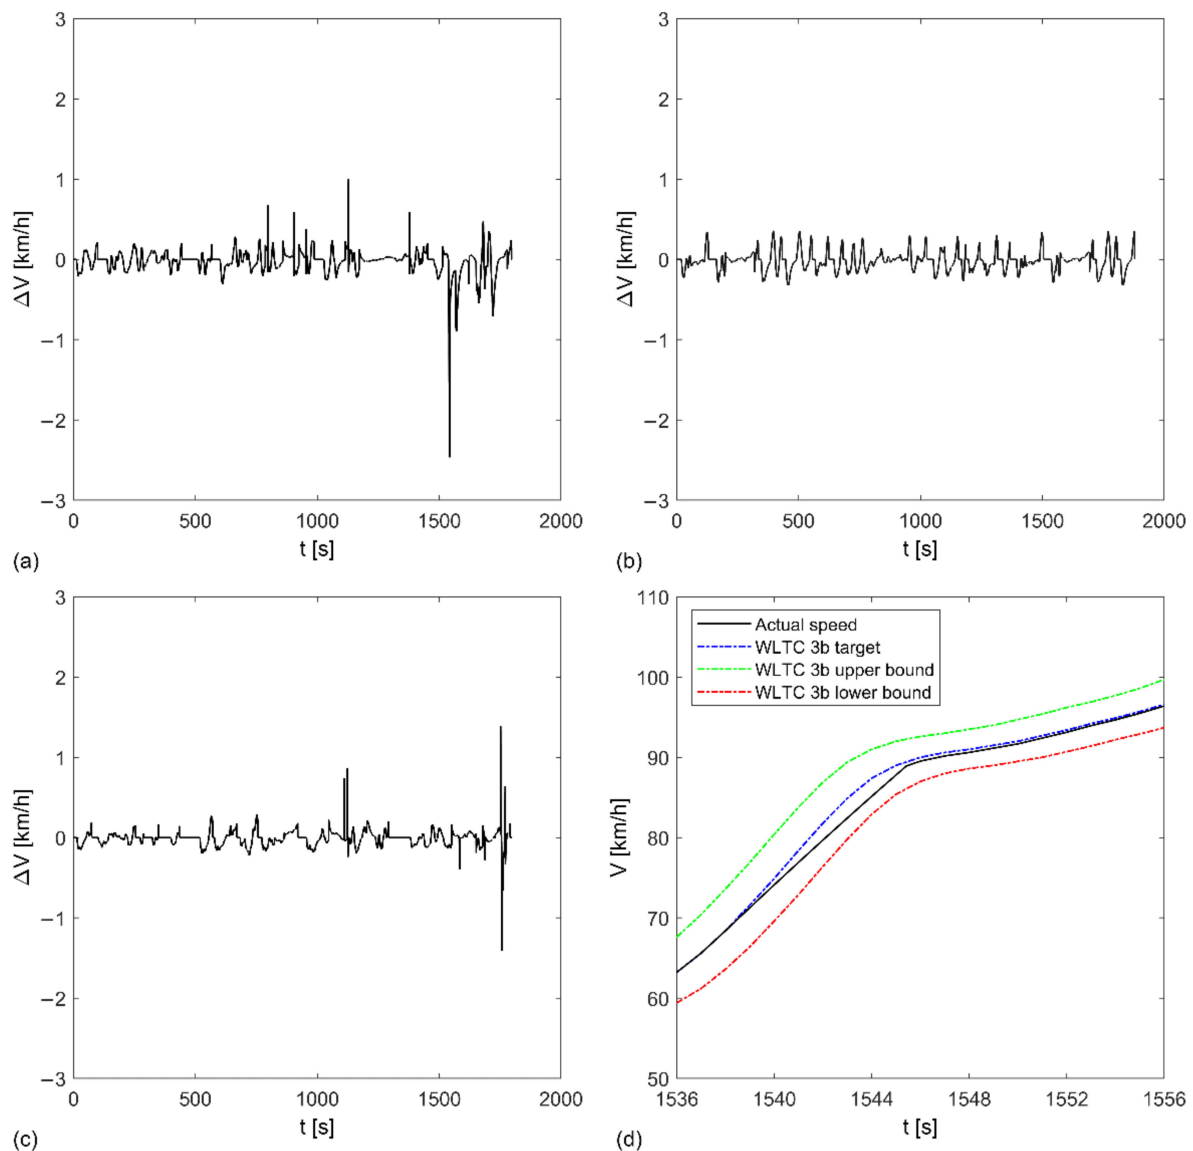 3
2
1
0
−1
−2
−3
ΔV [km/h]
0 500 1000 1500 2000
t [s]
(a)
3
2
1
0
−1
−2
−3
ΔV [km/h]
0 500 1000 1500 2000
t [s]
(b)
3
2
1
0
−1
−2
−3
ΔV [km/h]
0 500 1000 1500 2000
t [s]
(c)
110
100
90
80
70
60
50
V [km/h]
Actual speed
WLTC 3b target
WLTC 3b upper bound
WLTC 3b lower bound
1536 1540 1544 1548 1552 1556
t [s]
(d)